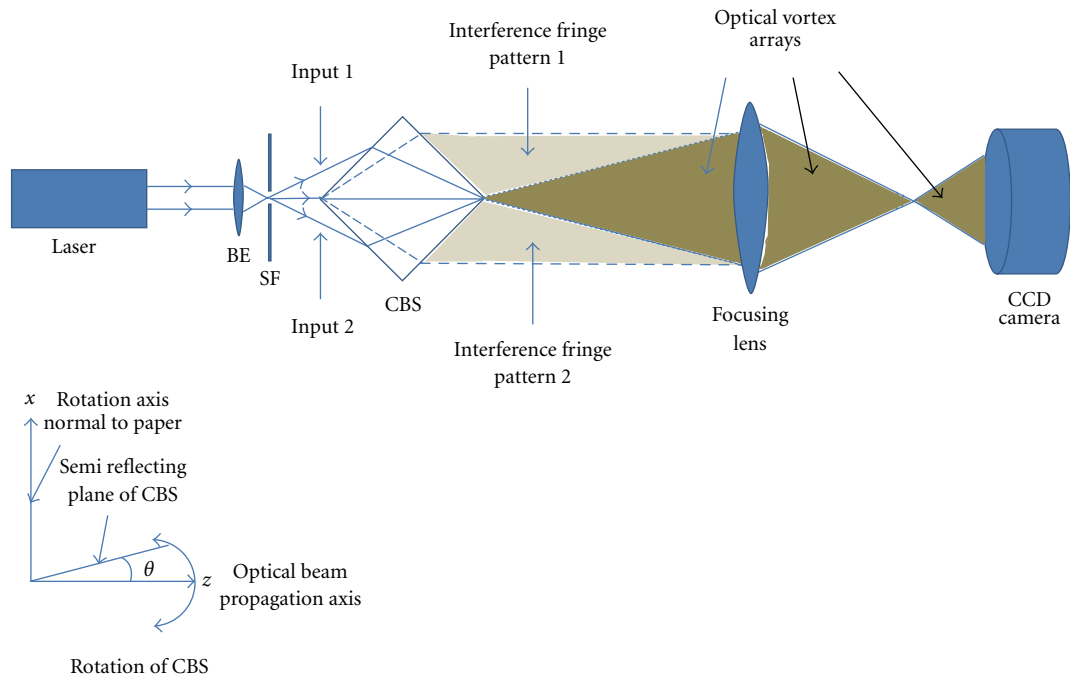 Optical vortex
arrays
Interference fringe
pattern 1
Input 1
Laser
BE
SF
CBS
Input 2
Interference fringe
pattern 2
Focusing
lens
CCD
camera
x
Rotation axis
normal to paper
Semi reflecting
plane of CBS
θ
z
Optical beam
propagation axis
Rotation of CBS